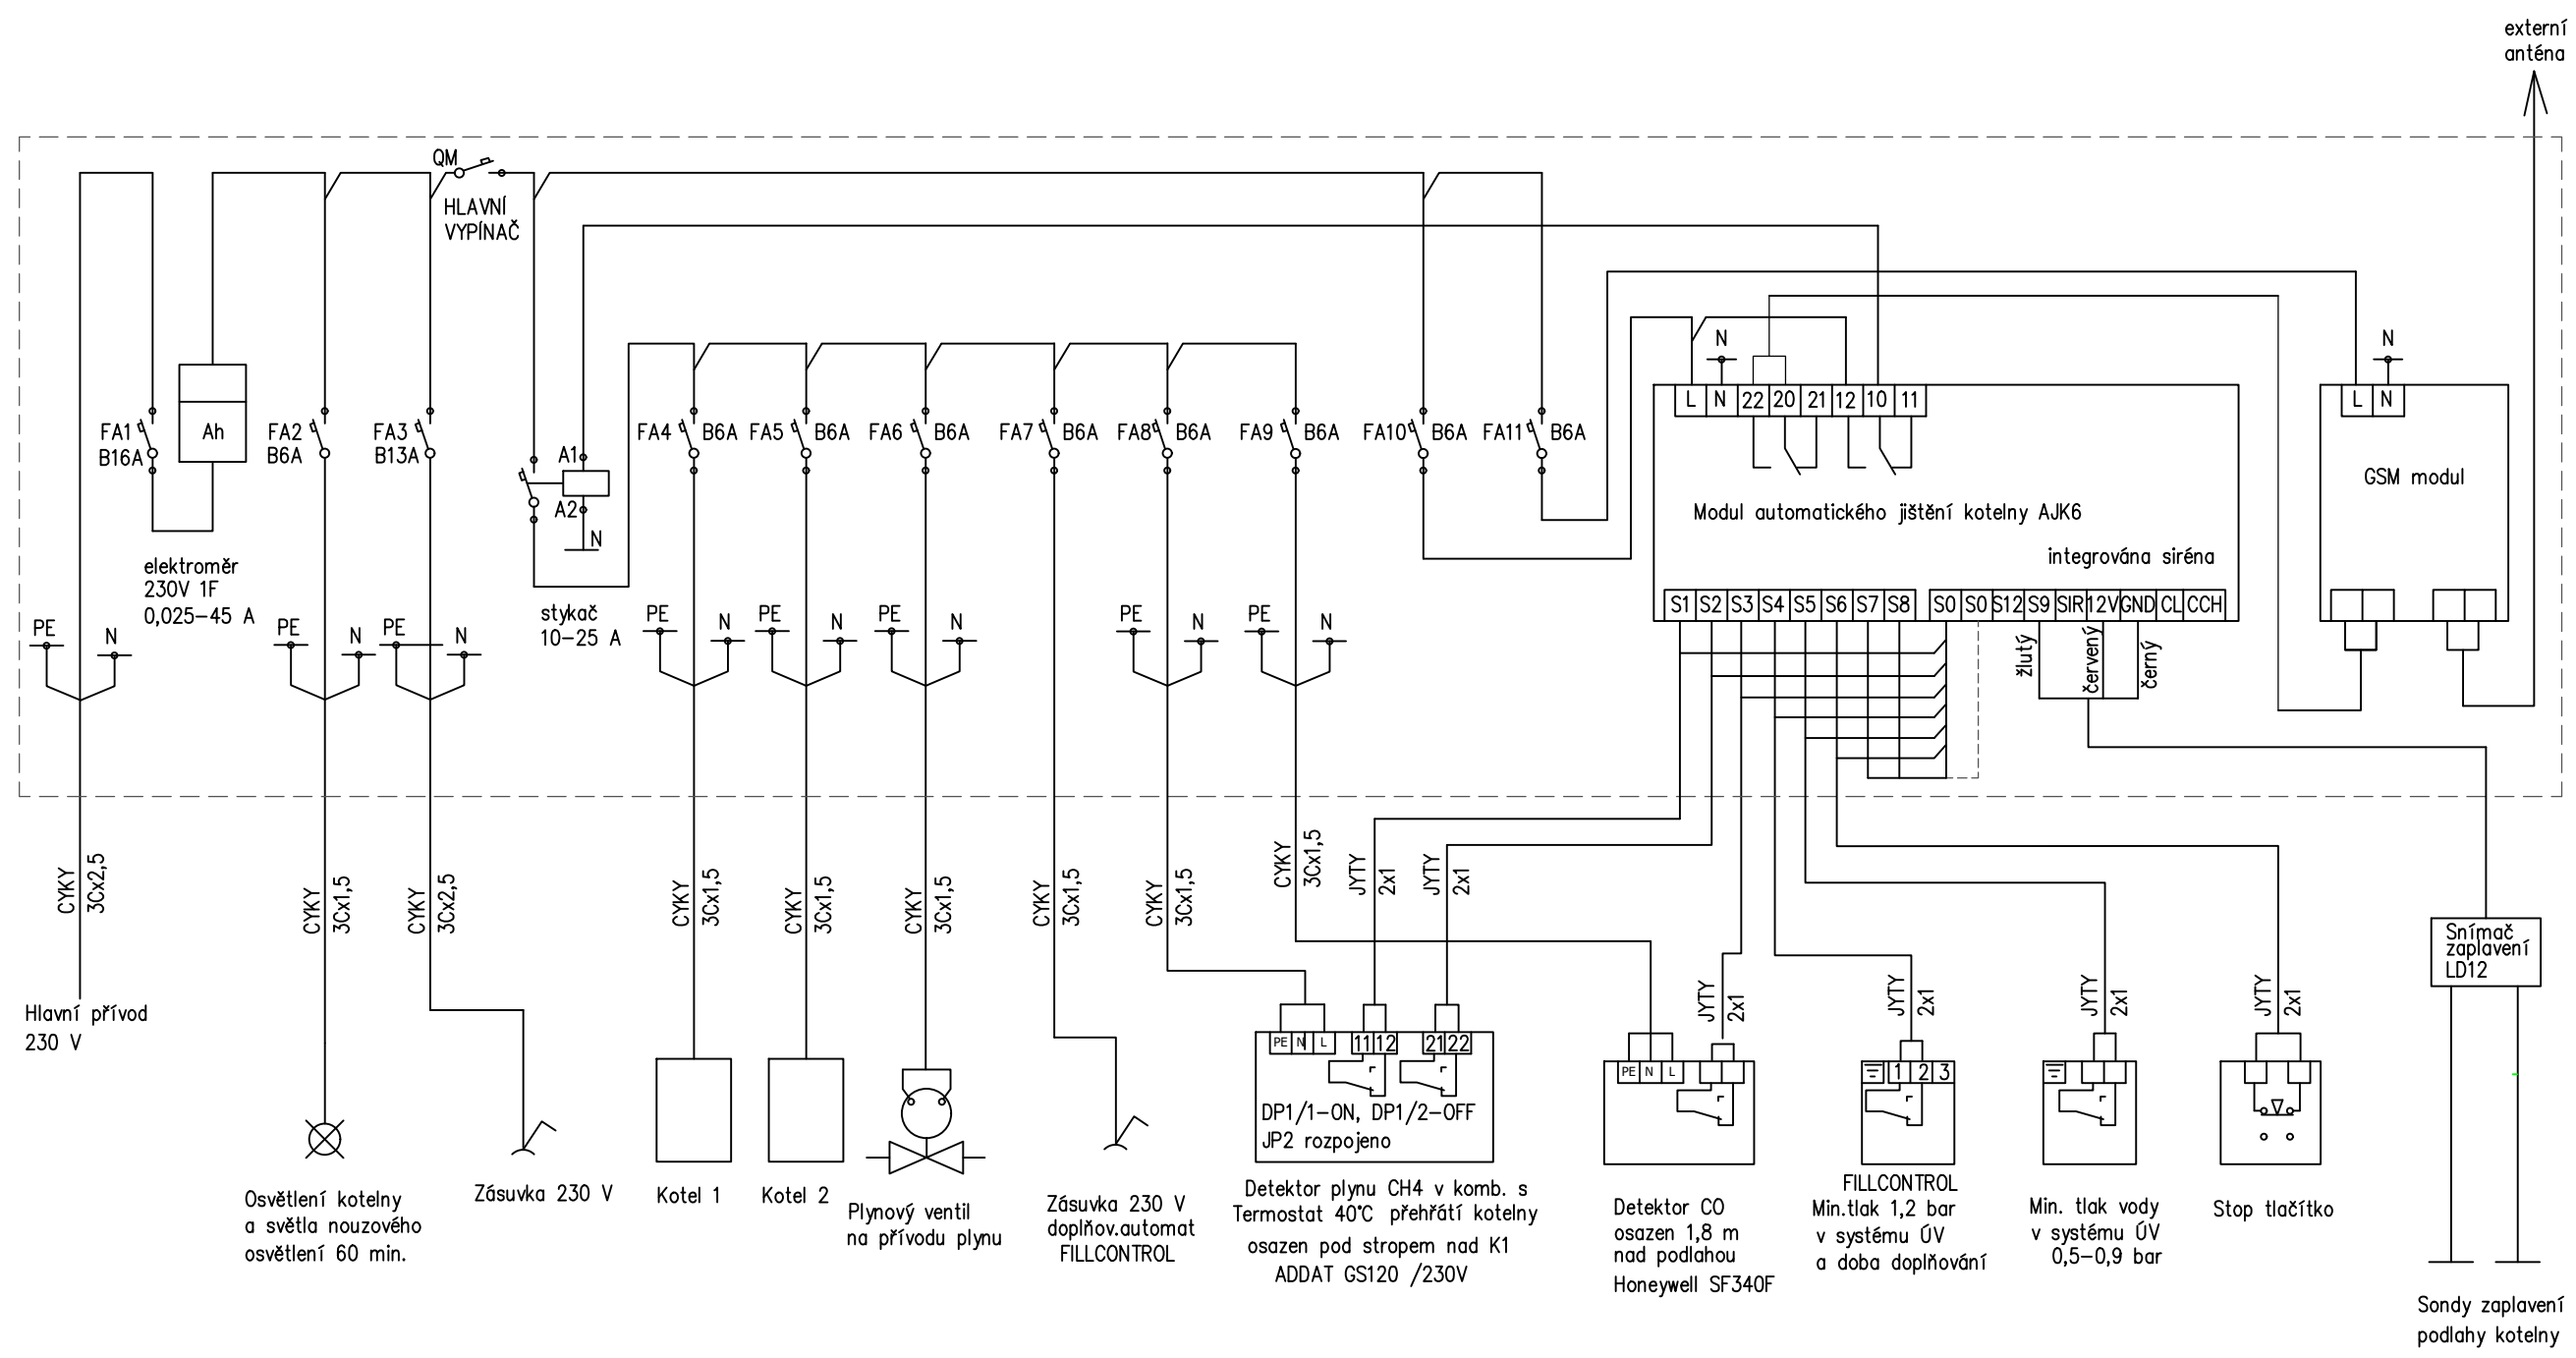 externí
anténa
QM
HLAVNÍ
VYPÍNAČ
FA1
B16A
Ah
elektroměr
230V 1F
0,025–45 A
FA2
B6A
FA3
B13A
A1
A2
N
stykač
10–25 A
FA4 B6A
FA5 B6A
FA6 B6A
FA7 B6A
FA8 B6A
FA9 B6A
FA10 B6A
FA11 B6A
N
L N 22 20 21 12 10 11
Modul automatického jištění kotelny AJK6
integrována siréna
S1 S2 S3 S4 S5 S6 S7 S8 S0 S0 S12 S9 SIR 12V GND CL CCH
žlutý
červený
černý
N
L N
GSM modul
PE N
PE N
PE N
PE N
PE N
PE N
PE N
PE N
CYKY
3Cx2,5
CYKY
3Cx1,5
CYKY
3Cx2,5
CYKY
3Cx1,5
CYKY
3Cx1,5
CYKY
3Cx1,5
CYKY
3Cx1,5
CYKY
3Cx1,5
CYKY
3Cx1,5
JYTY
2x1
JYTY
2x1
JYTY
2x1
JYTY
2x1
JYTY
2x1
JYTY
2x1
Snímač
zaplavení
LD12
Hlavní přívod
230 V
Osvětlení kotelny
a světla nouzového
osvětlení 60 min.
Zásuvka 230 V
Kotel 1
Kotel 2
Plynový ventil
na přívodu plynu
Zásuvka 230 V
doplňov.automat
FILLCONTROL
PE N L 11 12 21 22
DP1/1–ON, DP1/2–OFF
JP2 rozpojeno
Detektor plynu CH4 v komb. s
Termostat 40°C přehřátí kotelny
osazen pod stropem nad K1
ADDAT GS120 /230V
PE N L
Detektor CO
osazen 1,8 m
nad podlahou
Honeywell SF340F
1 2 3
FILLCONTROL
Min.tlak 1,2 bar
v systému ÚV
a doba doplňování
Min. tlak vody
v systému ÚV
0,5–0,9 bar
Stop tlačítko
Sondy zaplavení
podlahy kotelny